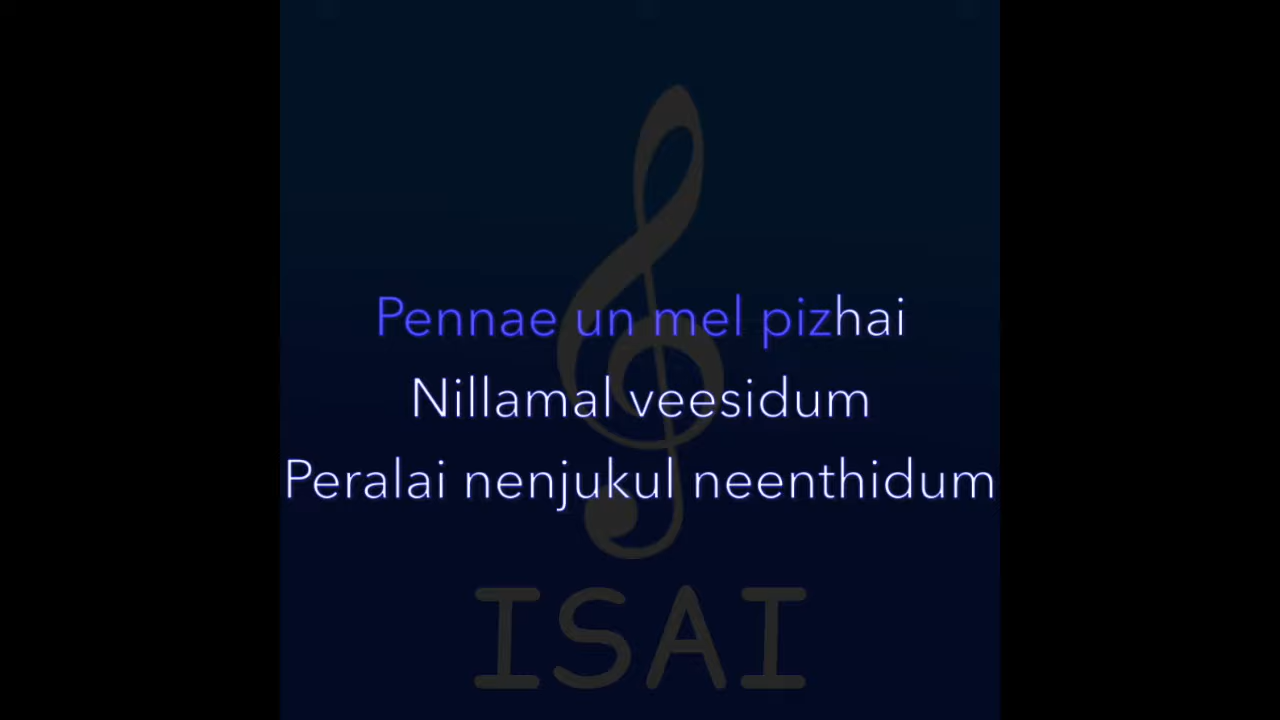 Pennae un mel pizhai
Nillamal veesidum
Peralai nenjukul neenthidum
ISAI